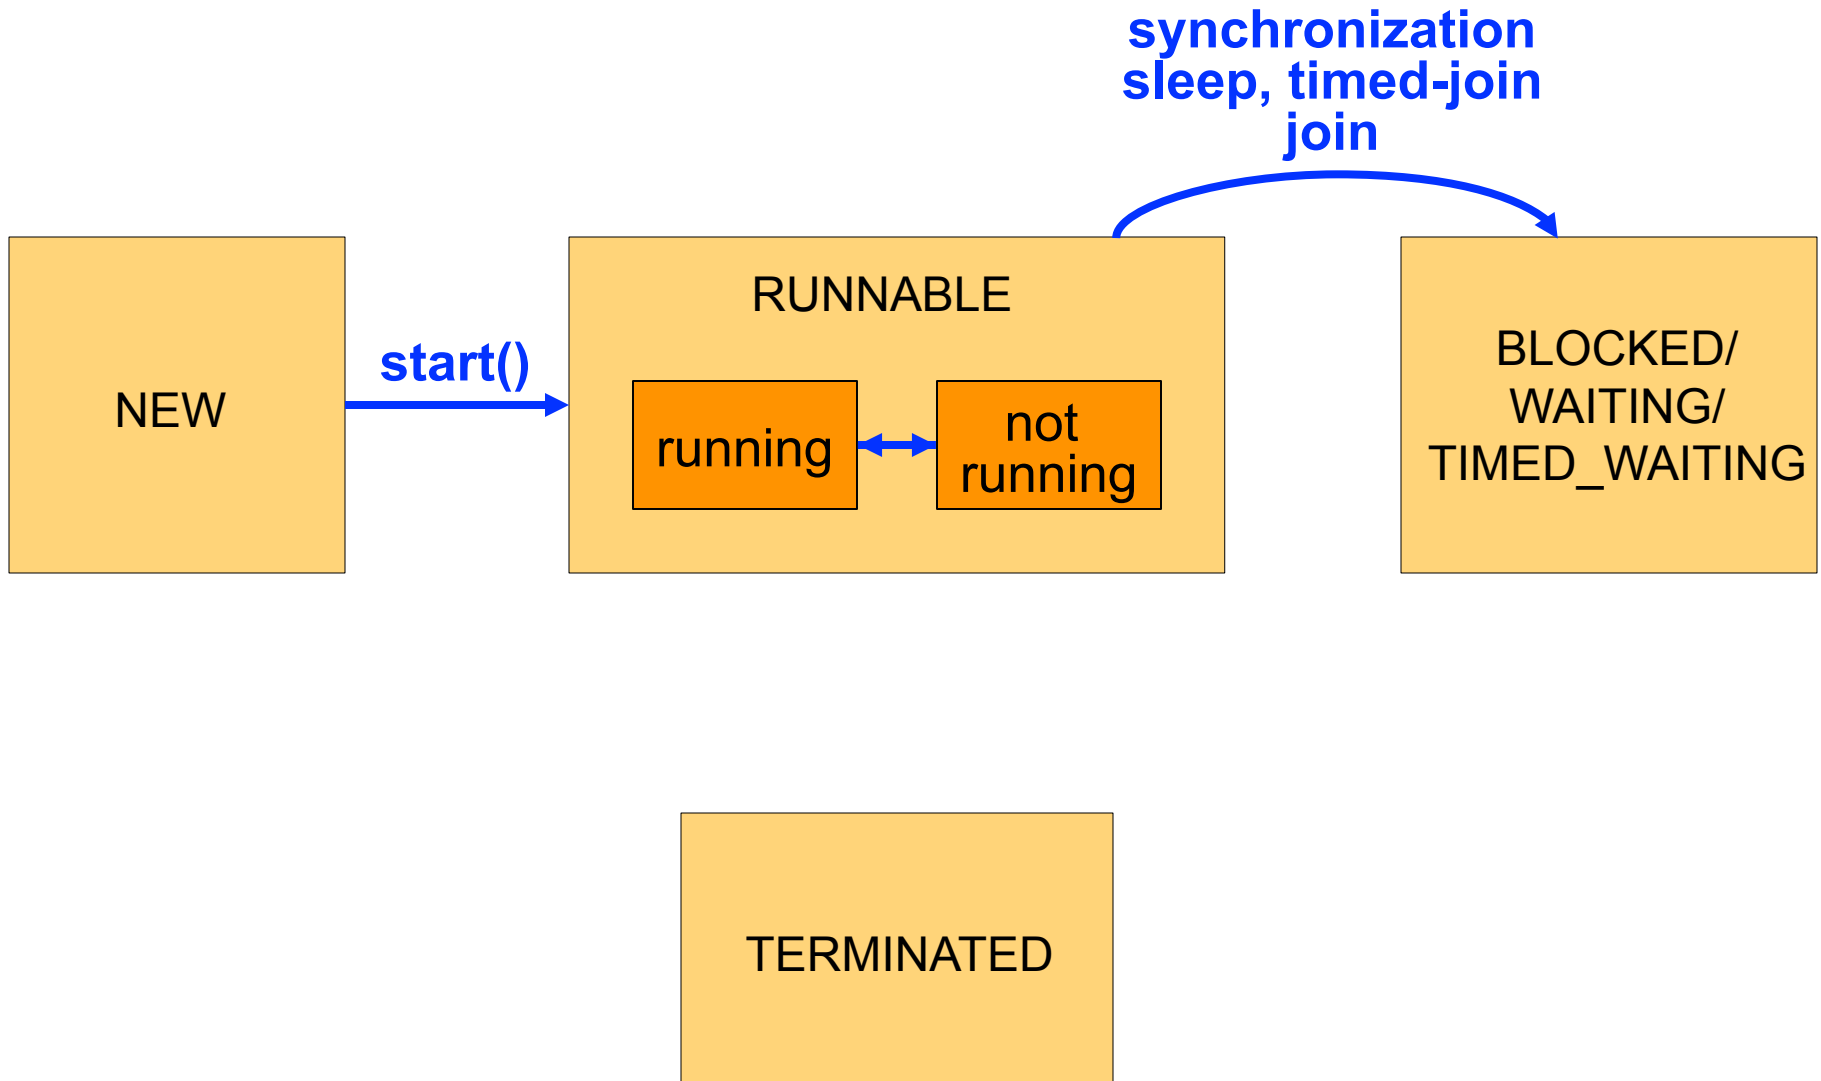 synchronization
sleep, timed-join
join
RUNNABLE
start()
NEW
running
not
running
BLOCKED/
WAITING/
TIMED_WAITING
TERMINATED